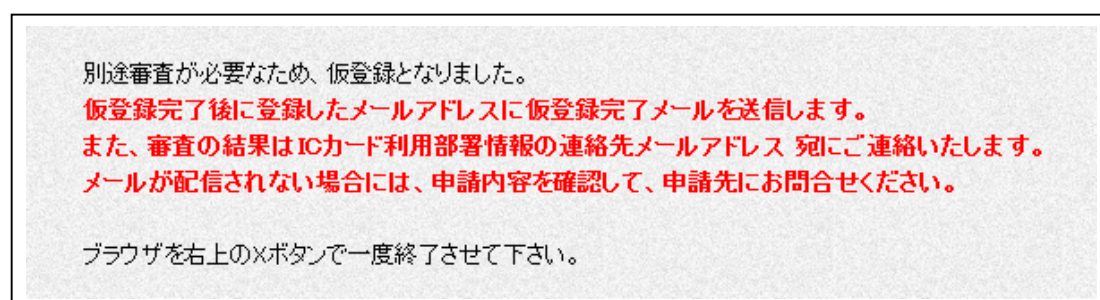 別途審査が必要なため、仮登録となりました。
仮登録完了後に登録したメールアドレスに仮登録完了メールを送信します。
また、審査の結果はICカード利用部署情報の連絡先メールアドレス 宛にご連絡いたします。
メールが配信されない場合には、申請内容を確認して、申請先にお問合せください。
ブラウザを右上の×ボタンで一度終了させて下さい。